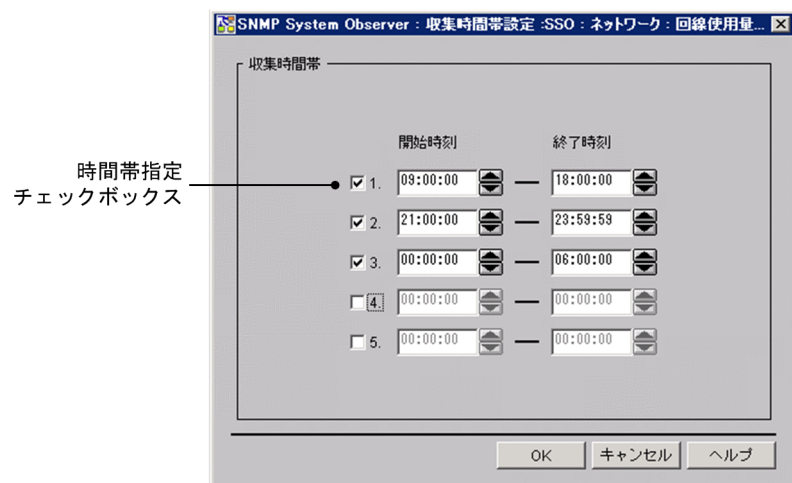 SNMP System Observer : 収集時間帯設定 :SSO : ネットワーク : 回線使用量...
収集時間帯
開始時刻 終了時刻
時間帯指定
チェックボックス
1. 09:00:00 — 18:00:00
2. 21:00:00 — 23:59:59
3. 00:00:00 — 06:00:00
4. 00:00:00 — 00:00:00
5. 00:00:00 — 00:00:00
OK キャンセル ヘルプ